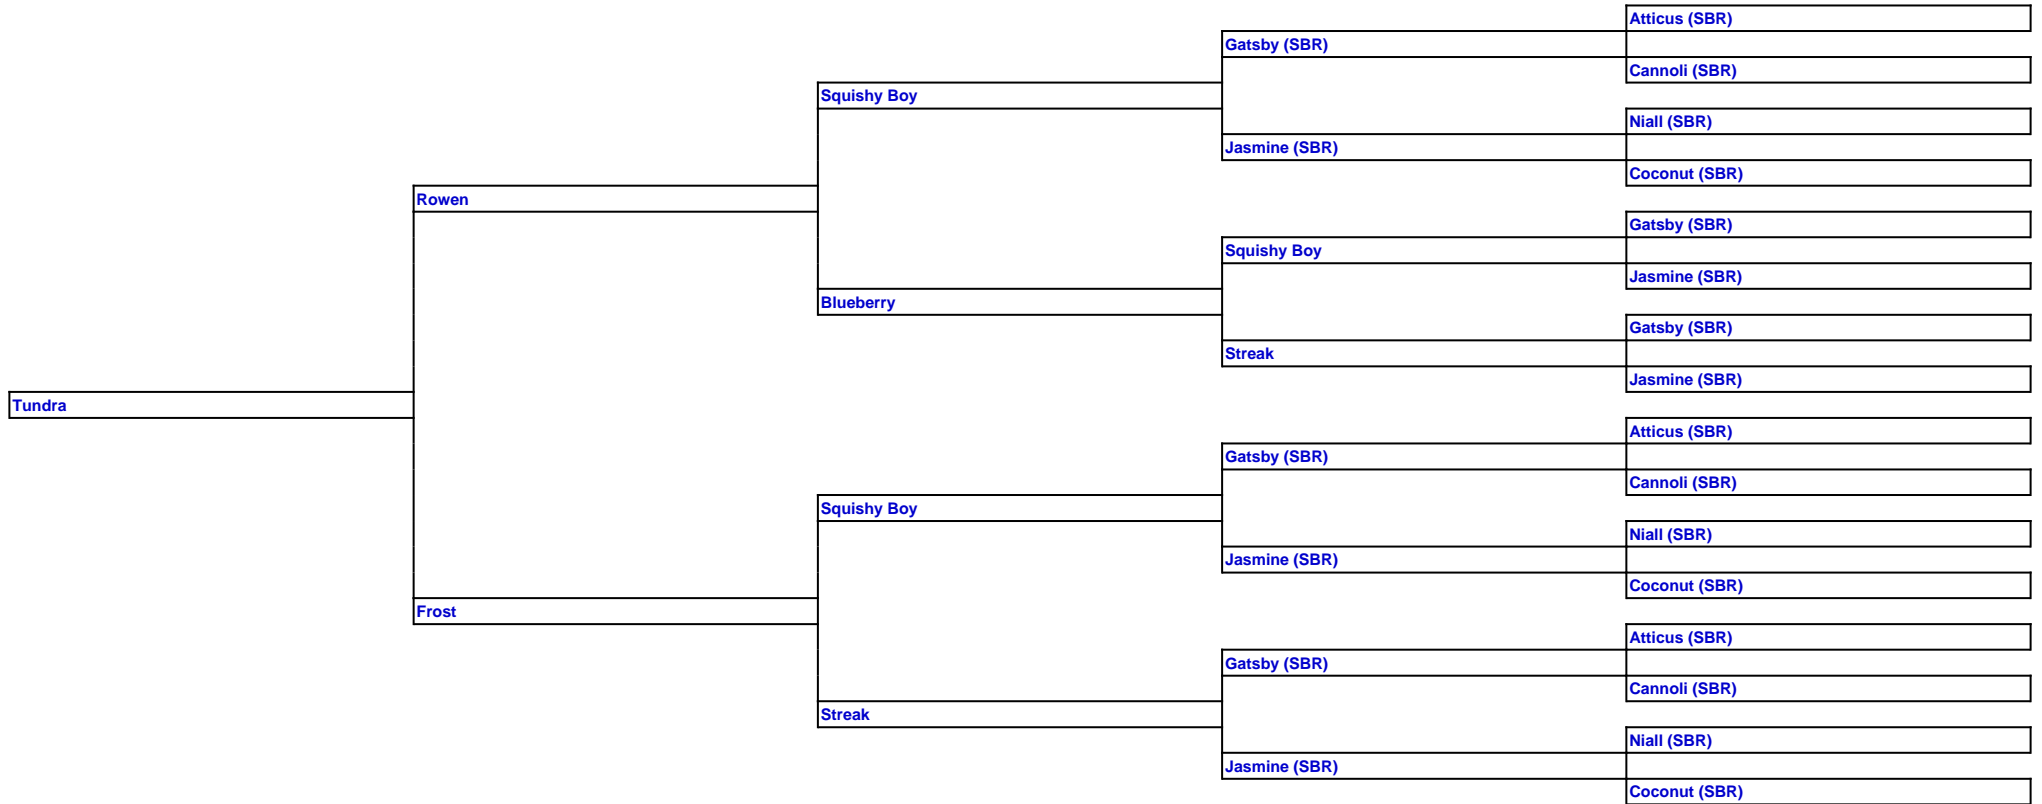 Atticus (SBR)
Gatsby (SBR)
Cannoli (SBR)
Squishy Boy
Niall (SBR)
Jasmine (SBR)
Coconut (SBR)
Rowen
Gatsby (SBR)
Squishy Boy
Jasmine (SBR)
Blueberry
Gatsby (SBR)
Streak
Jasmine (SBR)
Tundra
Atticus (SBR)
Gatsby (SBR)
Cannoli (SBR)
Squishy Boy
Niall (SBR)
Jasmine (SBR)
Coconut (SBR)
Frost
Atticus (SBR)
Gatsby (SBR)
Cannoli (SBR)
Streak
Niall (SBR)
Jasmine (SBR)
Coconut (SBR)